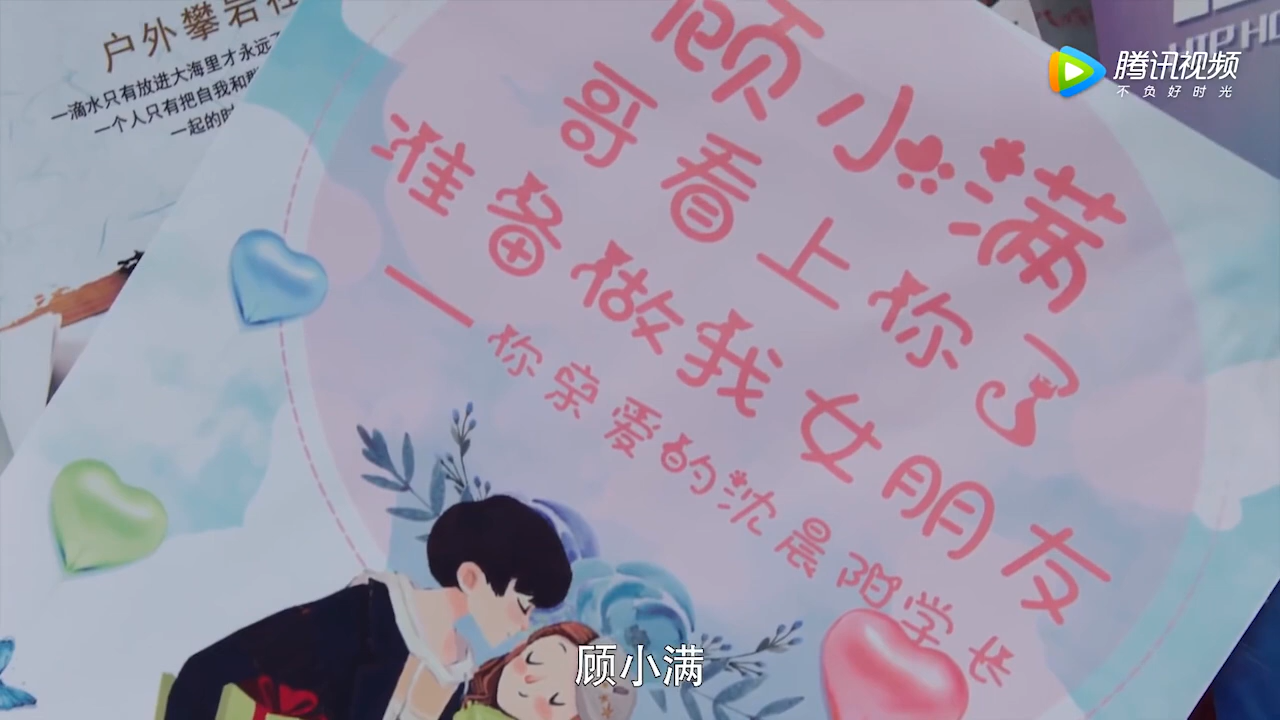 户外攀岩社
一滴水只有放进大海里才永远不
一个人只有把自我和
一起的时
HIP HO
腾讯视频
不负好时光
顾小满
哥看上你了
准备做我女朋友
——你亲爱的沈晨阳学长
顾小满